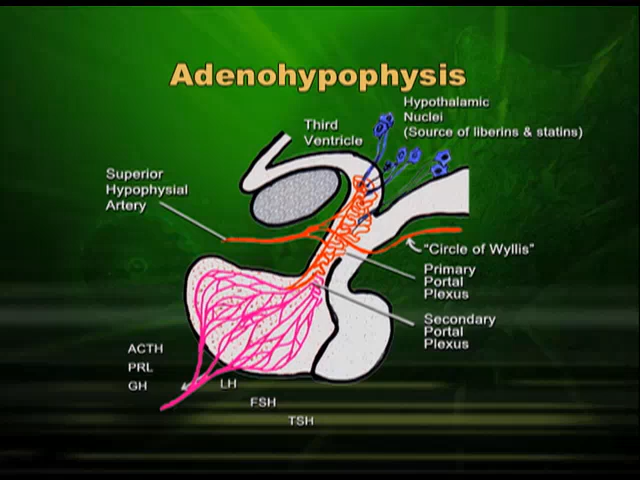 Adenohypophysis
Hypothalamic
Nuclei
(Source of liberins & statins)
Third
Ventricle
Superior
Hypophysial
Artery
"Circle of Wyllis"
Primary
Portal
Plexus
Secondary
Portal
Plexus
ACTH
PRL
GH
LH
FSH
TSH